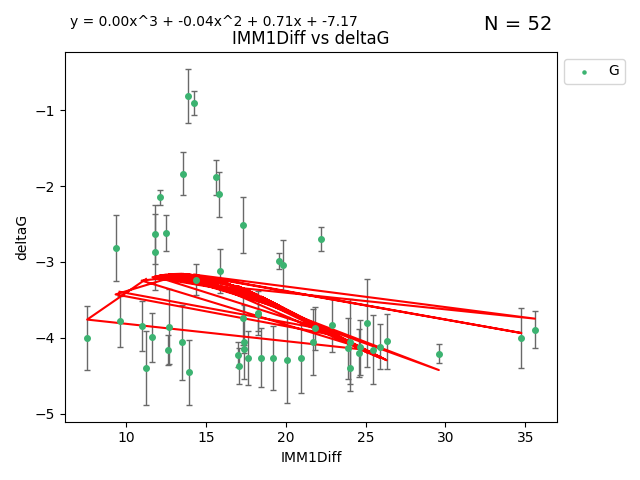 y = 0.00x^3 + -0.04x^2 + 0.71x + -7.17
N = 52
IMM1Diff vs deltaG
G
−1
−2
−3
−4
−5
deltaG
10 15 20 25 30 35
IMM1Diff